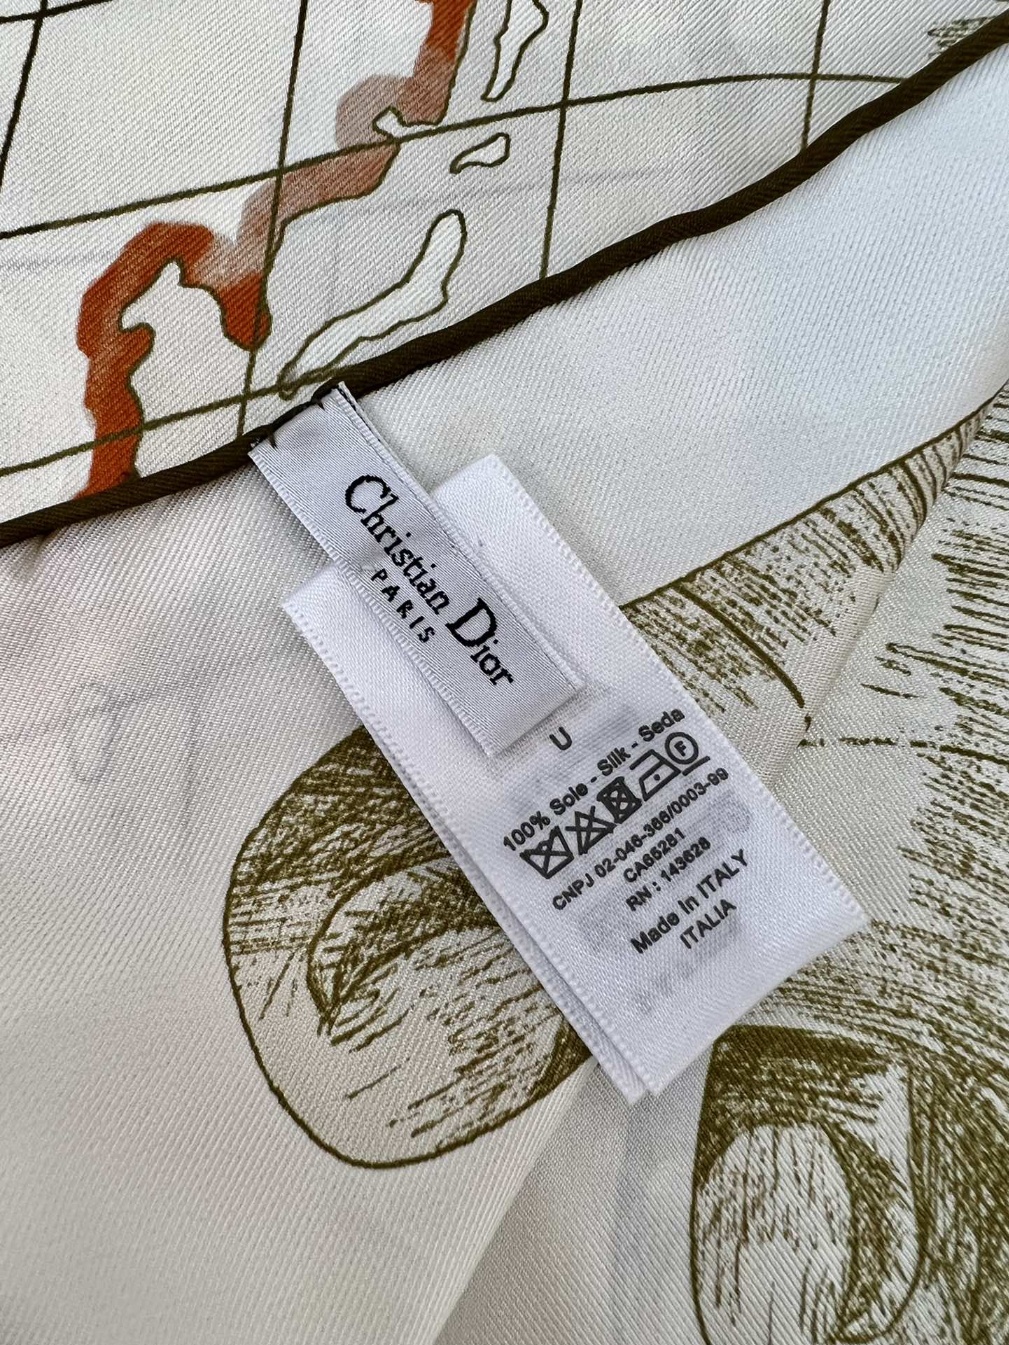 Christian Dior
PARIS
U
100% Soie - Silk - Seda
F
CNPJ 02-046-366/0003-99
CA65281
RN : 143628
Made in ITALY
ITALIA